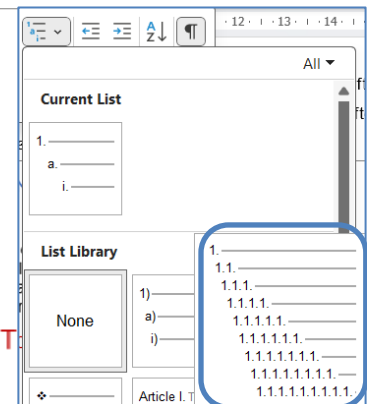 · 12 · ı · 13 · ı · 14 · ı
All
Current List
1.
a.
i.
List Library
None
1)
a)
i)
Article I. T
1.
1.1.
1.1.1.
1.1.1.1.
1.1.1.1.1.
1.1.1.1.1.1.
1.1.1.1.1.1.1.
1.1.1.1.1.1.1.1.
1.1.1.1.1.1.1.1.1.
T